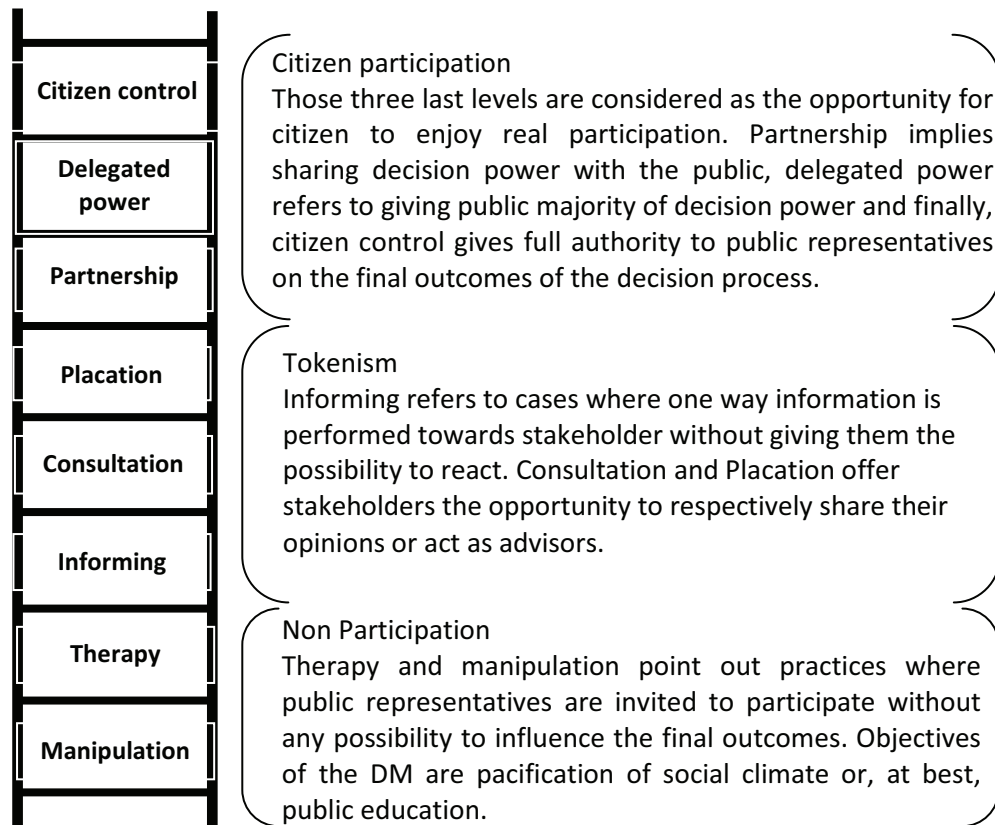 Citizen control
Delegated
power
Partnership
Placation
Consultation
Informing
Therapy
Manipulation
Citizen participation
Those three last levels are considered as the opportunity for
citizen to enjoy real participation. Partnership implies
sharing decision power with the public, delegated power
refers to giving public majority of decision power and finally,
citizen control gives full authority to public representatives
on the final outcomes of the decision process.
Tokenism
Informing refers to cases where one way information is
performed towards stakeholder without giving them the
possibility to react. Consultation and Placation offer
stakeholders the opportunity to respectively share their
opinions or act as advisors.
Non Participation
Therapy and manipulation point out practices where
public representatives are invited to participate without
any possibility to influence the final outcomes. Objectives
of the DM are pacification of social climate or, at best,
public education.